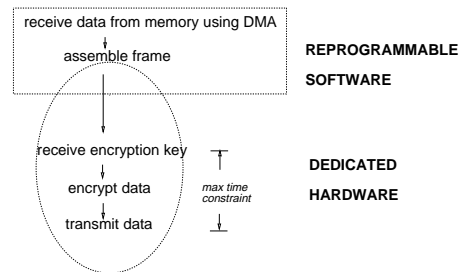 receive data from memory using DMA
assemble frame
REPROGRAMMABLE
SOFTWARE
receive encryption key
encrypt data
transmit data
max time
constraint
DEDICATED
HARDWARE